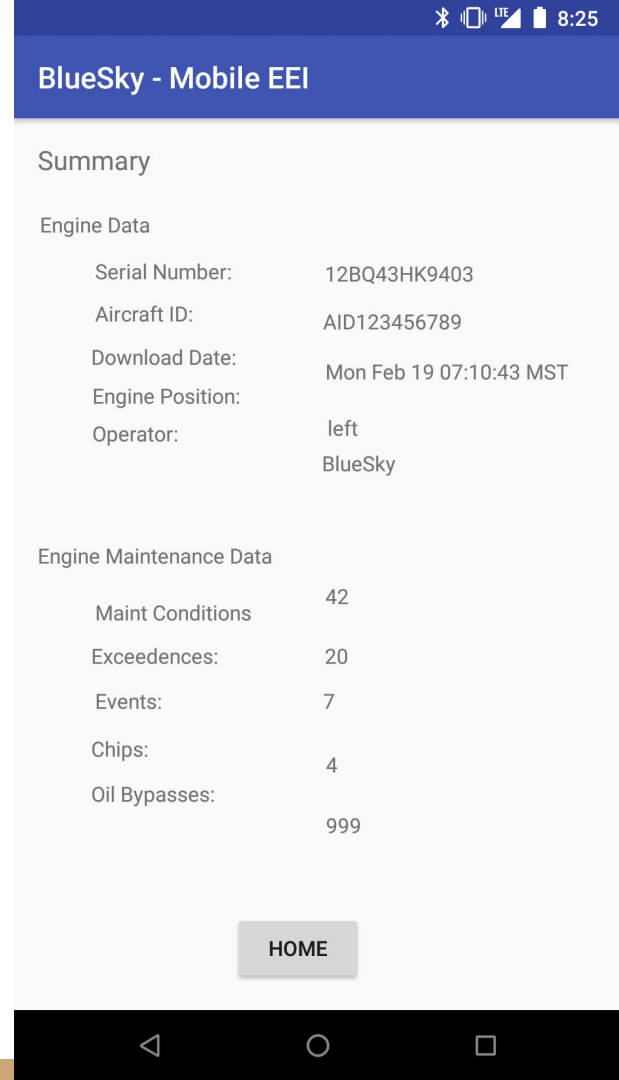 LTE 8:25
BlueSky - Mobile EEI
Summary
Engine Data
Serial Number: 12BQ43HK9403
Aircraft ID: AID123456789
Download Date: Mon Feb 19 07:10:43 MST
Engine Position: left
Operator: BlueSky
Engine Maintenance Data
Maint Conditions 42
Exceedences: 20
Events: 7
Chips: 4
Oil Bypasses: 999
HOME